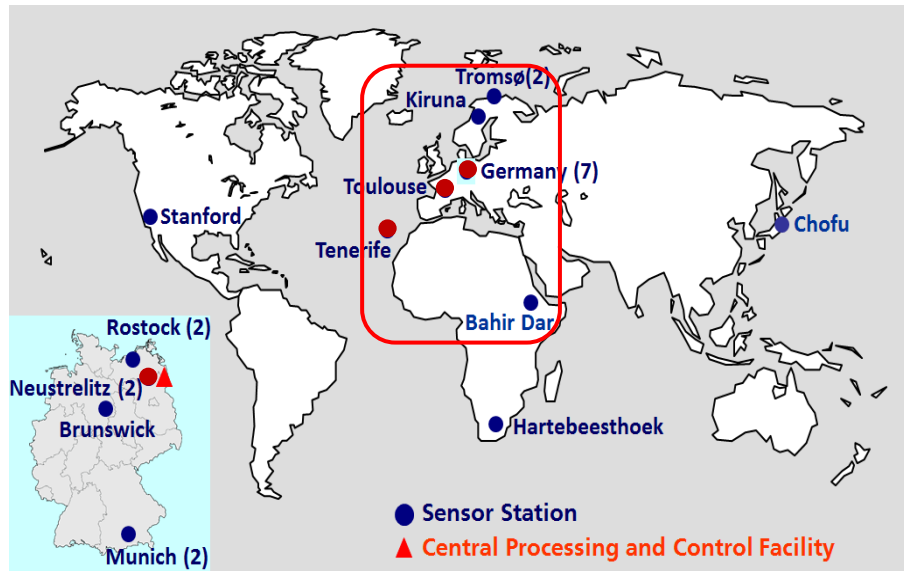 Tromsø(2)
Kiruna
Germany (7)
Toulouse
Stanford
Chofu
Tenerife
Bahir Dar
Rostock (2)
Neustrelitz (2)
Brunswick
Hartebeesthoek
Munich (2)
Sensor Station
Central Processing and Control Facility